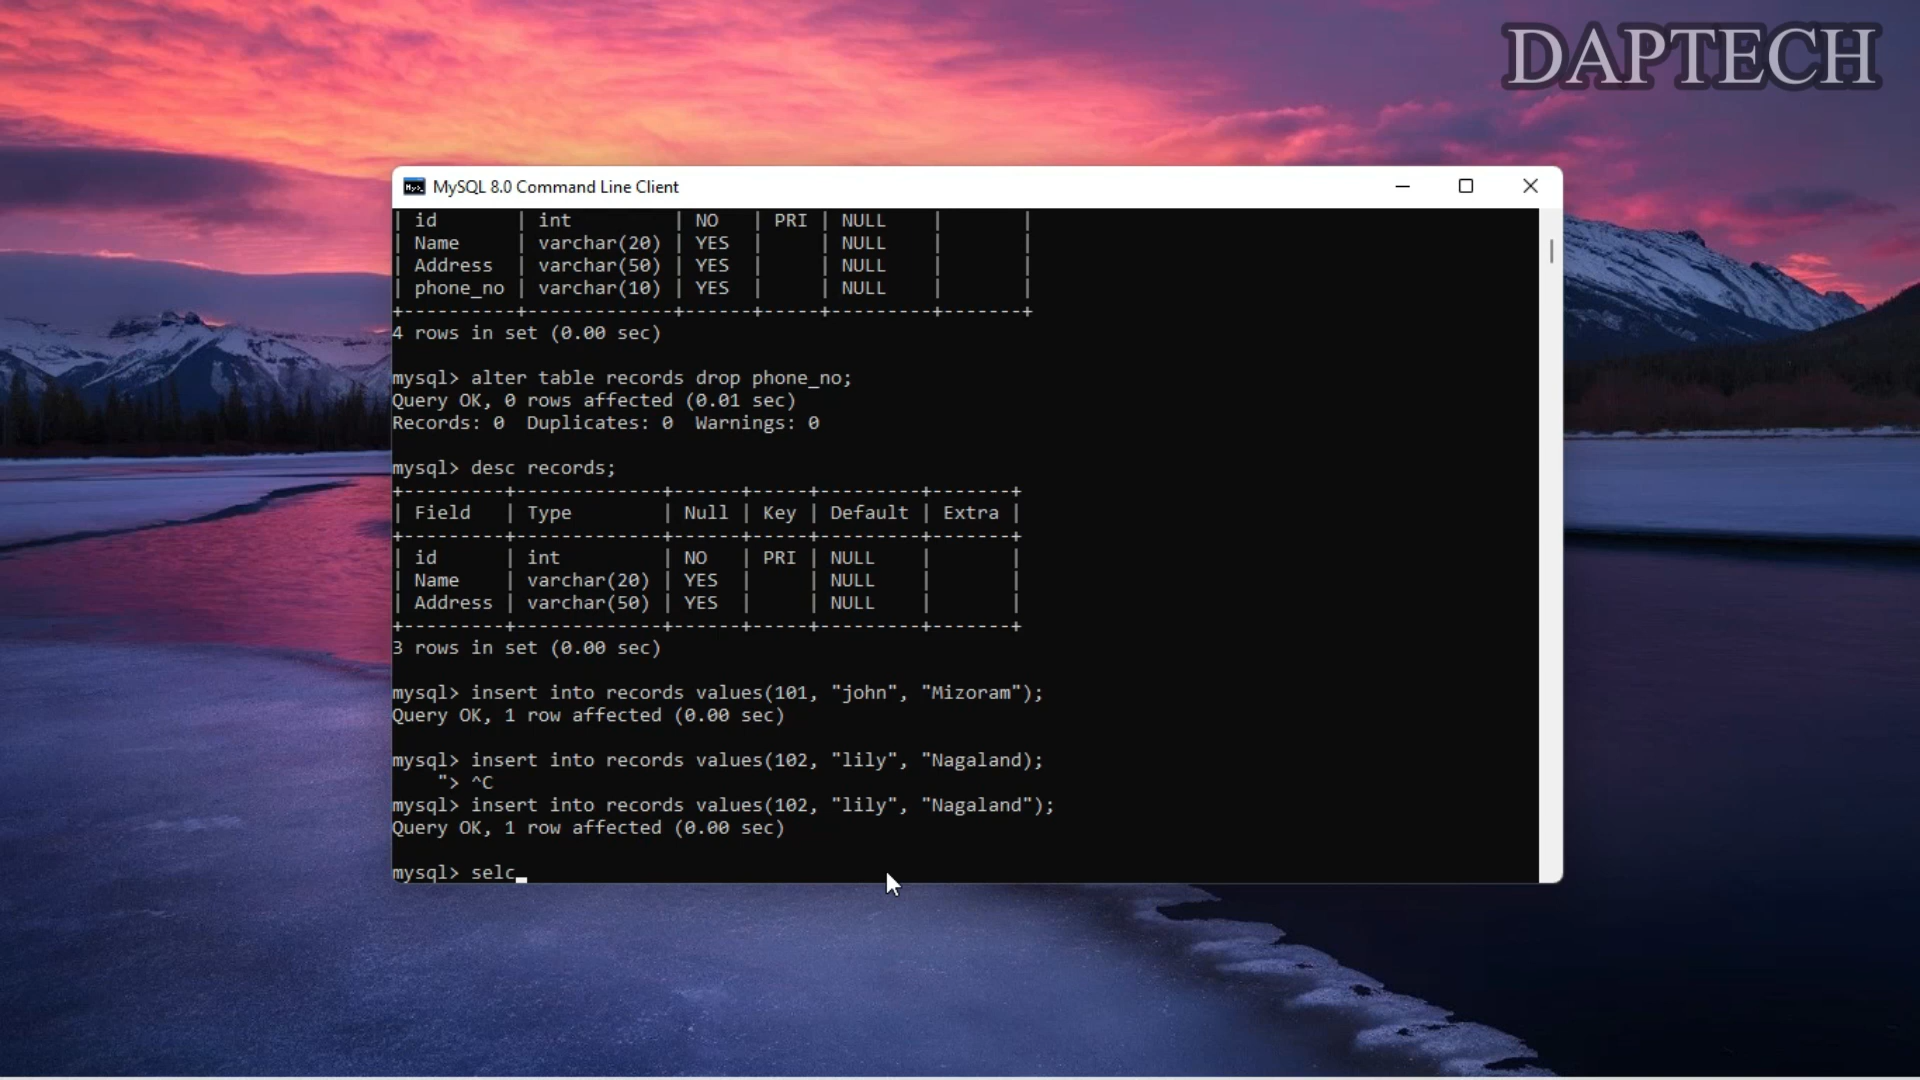 DAPTECH
MySQL 8.0 Command Line Client
| id       | int         | NO   | PRI | NULL    |       |
| Name     | varchar(20) | YES  |     | NULL    |       |
| Address  | varchar(50) | YES  |     | NULL    |       |
| phone_no | varchar(10) | YES  |     | NULL    |       |
+----------+-------------+------+-----+---------+-------+
4 rows in set (0.00 sec)
mysql> alter table records drop phone_no;
Query OK, 0 rows affected (0.01 sec)
Records: 0  Duplicates: 0  Warnings: 0
mysql> desc records;
+---------+-------------+------+-----+---------+-------+
| Field   | Type        | Null | Key | Default | Extra |
+---------+-------------+------+-----+---------+-------+
| id      | int         | NO   | PRI | NULL    |       |
| Name    | varchar(20) | YES  |     | NULL    |       |
| Address | varchar(50) | YES  |     | NULL    |       |
+---------+-------------+------+-----+---------+-------+
3 rows in set (0.00 sec)
mysql> insert into records values(101, "john", "Mizoram");
Query OK, 1 row affected (0.00 sec)
mysql> insert into records values(102, "lily", "Nagaland);
    "> ^C
mysql> insert into records values(102, "lily", "Nagaland");
Query OK, 1 row affected (0.00 sec)
mysql> selc_